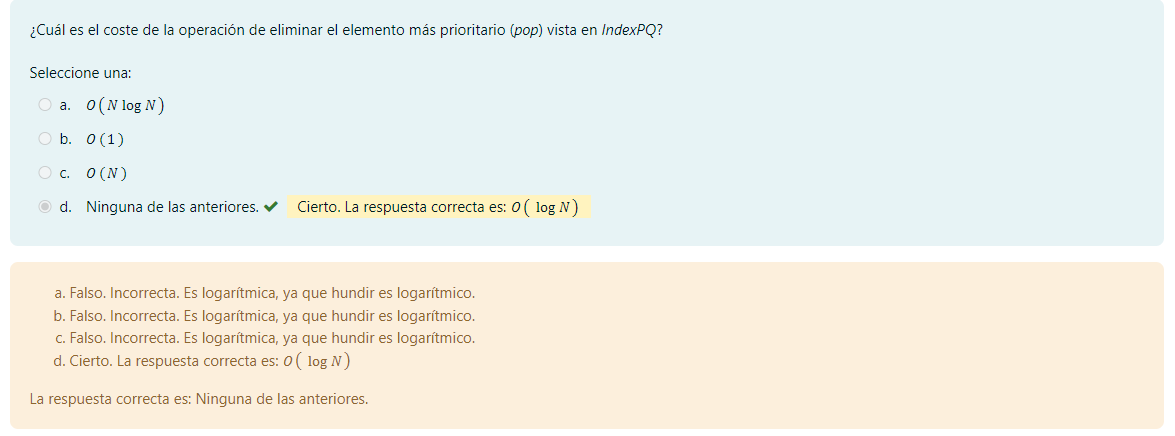 ¿Cuál es el coste de la operación de eliminar el elemento más prioritario (pop) vista en IndexPQ?
Seleccione una:
a. O(N log N)
b. O(1)
c. O(N)
d. Ninguna de las anteriores. ✔ Cierto. La respuesta correcta es: O( log N)
a. Falso. Incorrecta. Es logarítmica, ya que hundir es logarítmico.
b. Falso. Incorrecta. Es logarítmica, ya que hundir es logarítmico.
c. Falso. Incorrecta. Es logarítmica, ya que hundir es logarítmico.
d. Cierto. La respuesta correcta es: O( log N)
La respuesta correcta es: Ninguna de las anteriores.